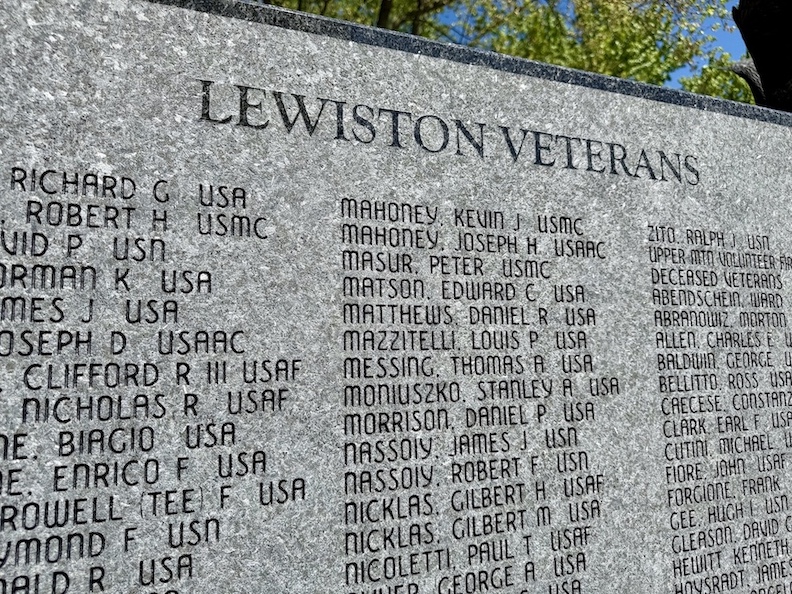 LEWISTON VETERANS
RICHARD G USA
ROBERT H. USMC
VID P. USN
ORMAN K USA
MES J USA
OSEPH D. USAAC
CLIFFORD R III USAF
NICHOLAS R. USAF
NE, BIAGIO USA
NE, ENRICO F USA
ROWELL (TEE) F USA
YMOND F USN
ALD R USA
MAHONEY, KEVIN J USMC
MAHONEY, JOSEPH H USAAC
MASUR, PETER USMC
MATSON, EDWARD C. USA
MATTHEWS, DANIEL R USA
MAZZITELLI, LOUIS P USA
MESSING, THOMAS A. USA
MONIUSZKO, STANLEY A USA
MORRISON, DANIEL P. USA
NASSOIY, JAMES J USN
NASSOIY, ROBERT F USN
NICKLAS, GILBERT H USAF
NICKLAS, GILBERT M USA
NICOLETTI, PAUL T USAF
GEORGE A USA
ZITO, RALPH J. USN
UPPER MTN VOLUNTEER FIR
DECEASED VETERANS
ABENDSCHEIN, WARD
ABRANOWIZ, MORTON
ALLEN, CHARLES E U
BALDWIN, GEORGE U
BELLITTO, ROSS USA
CAECESE, CONSTANZ
CLARK, EARL F USA
CUTINI, MICHAEL U
FIORE, JOHN USAF
FORGIONE, FRANK
GEE, HUGH I. USN
GLEASON, DAVID C
HEWITT, KENNETH
HOYSRADT, JAMES